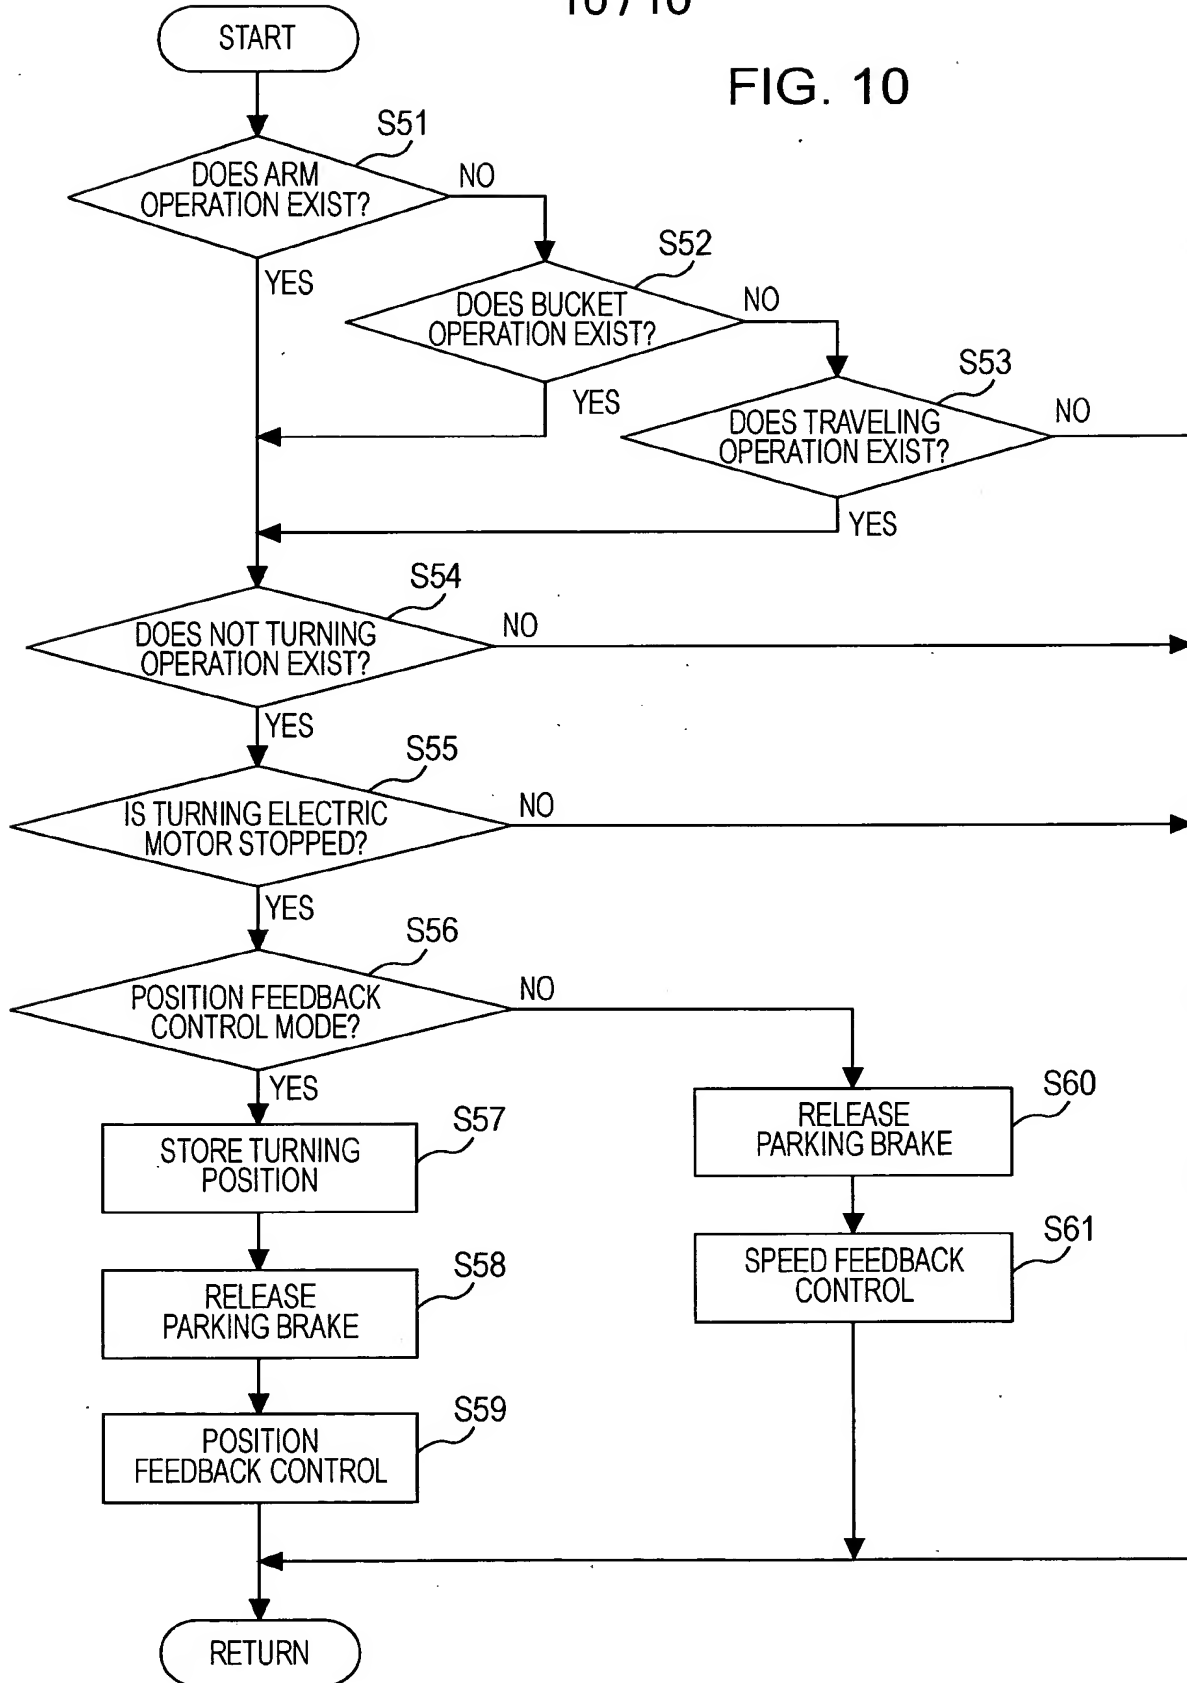 10 / 10
FIG. 10
START
S51
DOES ARM
OPERATION EXIST?
NO
YES
S52
DOES BUCKET
OPERATION EXIST?
NO
YES
S53
DOES TRAVELING
OPERATION EXIST?
NO
YES
S54
DOES NOT TURNING
OPERATION EXIST?
NO
YES
S55
IS TURNING ELECTRIC
MOTOR STOPPED?
NO
YES
S56
POSITION FEEDBACK
CONTROL MODE?
NO
YES
S57
STORE TURNING
POSITION
S58
RELEASE
PARKING BRAKE
S59
POSITION
FEEDBACK CONTROL
S60
RELEASE
PARKING BRAKE
S61
SPEED FEEDBACK
CONTROL
RETURN